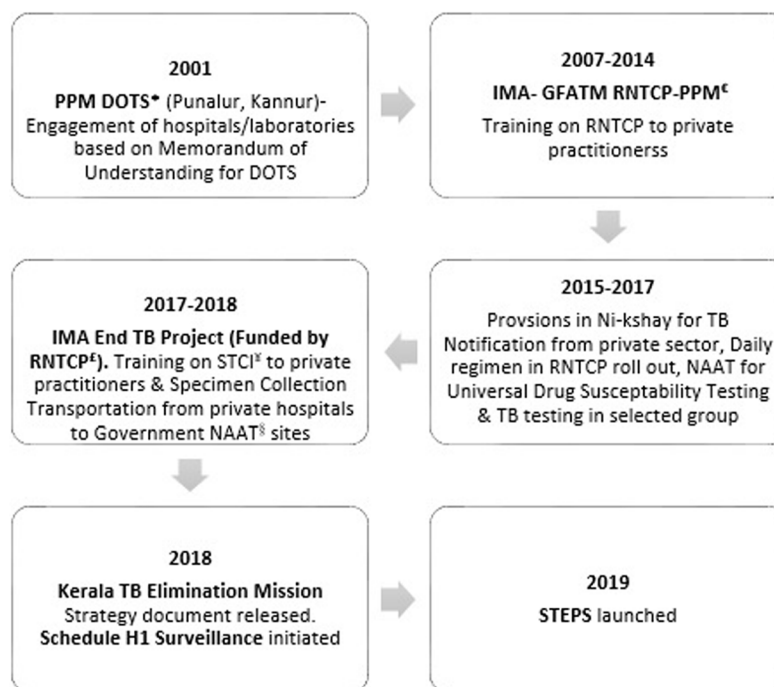 2001
PPM DOTS* (Punalur, Kannur)-
Engagement of hospitals/laboratories
based on Memorandum of
Understanding for DOTS
2007-2014
IMA- GFATM RNTCP-PPM€
Training on RNTCP to private
practitionerss
2015-2017
Provsions in Ni-kshay for TB
Notification from private sector, Daily
regimen in RNTCP roll out, NAAT for
Universal Drug Susceptability Testing
& TB testing in selected group
2017-2018
IMA End TB Project (Funded by
RNTCP£). Training on STCI¥ to private
practitioners & Specimen Collection
Transportation from private hospitals
to Government NAAT§ sites
2018
Kerala TB Elimination Mission
Strategy document released.
Schedule H1 Surveillance initiated
2019
STEPS launched